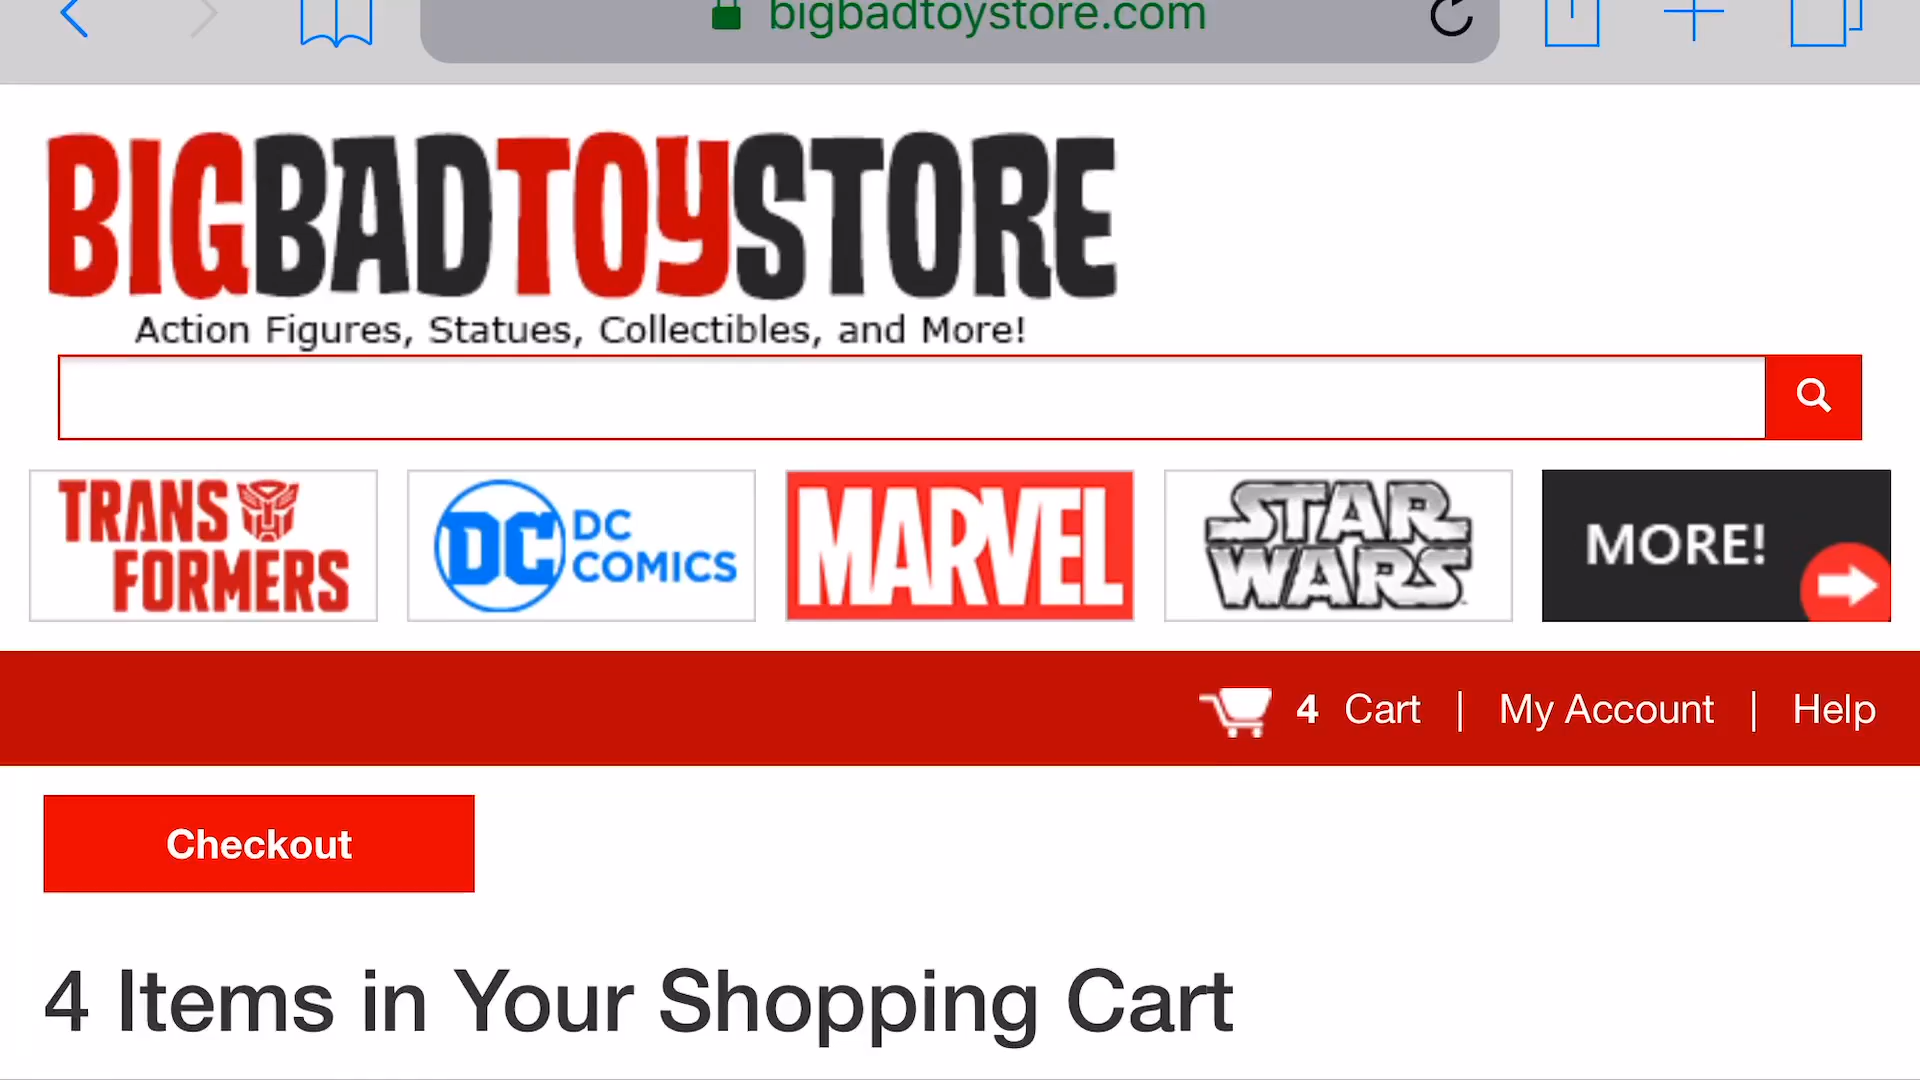 bigbadtoystore.com
BIGBADTOYSTORE
Action Figures, Statues, Collectibles, and More!
TRANSFORMERS
DC DC COMICS
MARVEL
STAR WARS
MORE!
4 Cart | My Account | Help
Checkout
4 Items in Your Shopping Cart